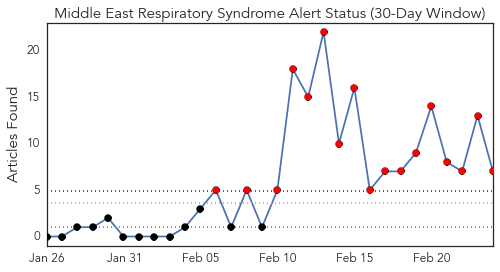 Middle East Respiratory Syndrome Alert Status (30-Day Window)
Articles Found
20
15
10
5
0
Jan 26 Jan 31 Feb 05 Feb 10 Feb 15 Feb 20